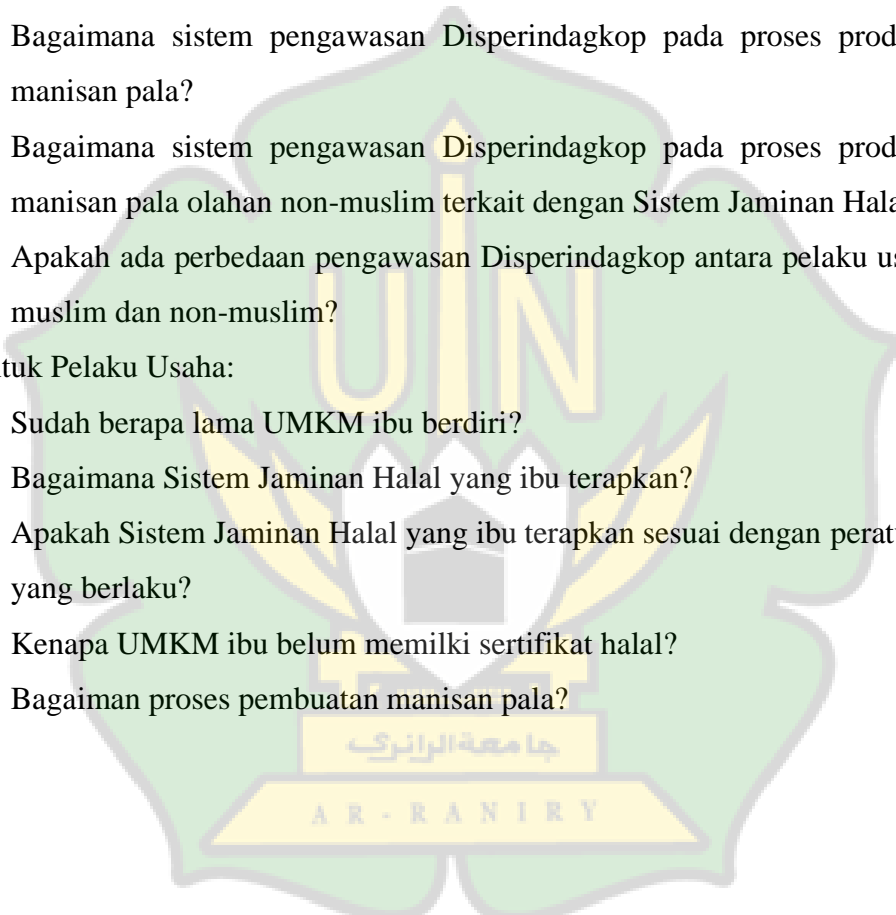 Bagaimana sistem pengawasan Disperindagkop pada proses prod
manisan pala?
Bagaimana sistem pengawasan Disperindagkop pada proses prod
manisan pala olahan non-muslim terkait dengan Sistem Jaminan Hala
Apakah ada perbedaan pengawasan Disperindagkop antara pelaku us
muslim dan non-muslim?
tuk Pelaku Usaha:
Sudah berapa lama UMKM ibu berdiri?
Bagaimana Sistem Jaminan Halal yang ibu terapkan?
Apakah Sistem Jaminan Halal yang ibu terapkan sesuai dengan perat
yang berlaku?
Kenapa UMKM ibu belum memilki sertifikat halal?
Bagaiman proses pembuatan manisan pala?
UIN
جامعة الرانري
AR-RANIRY